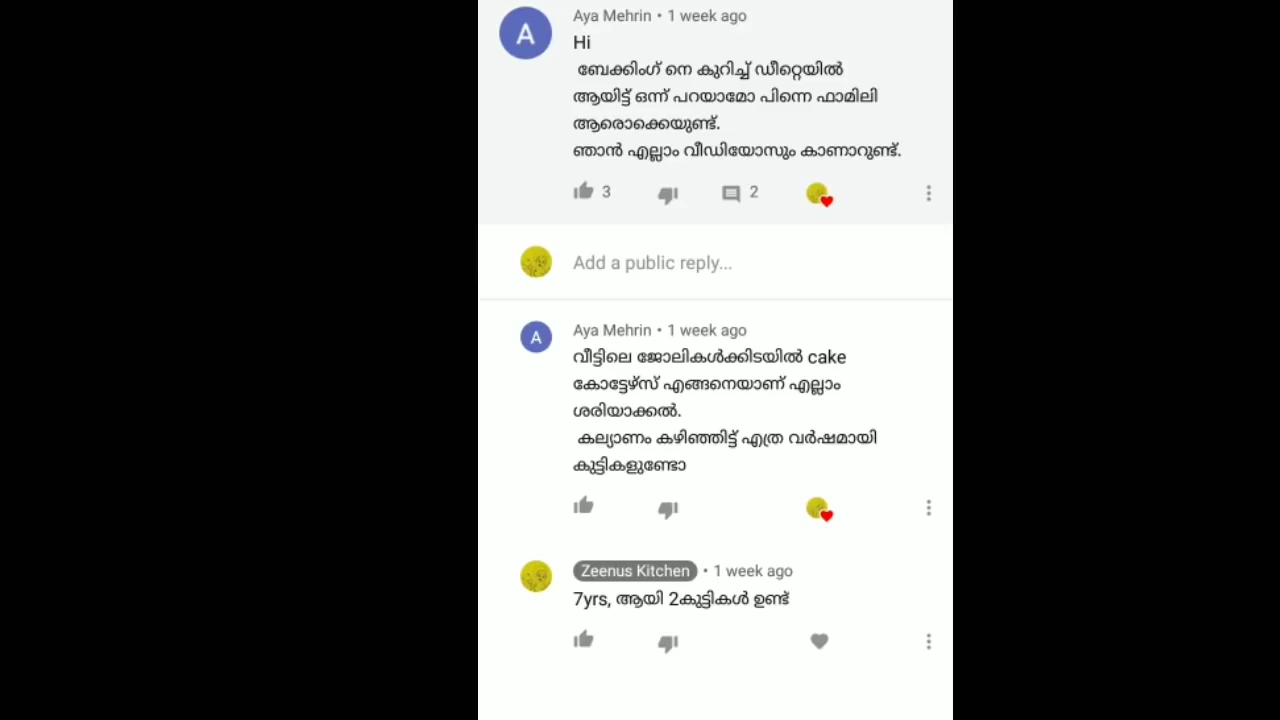 A
Aya Mehrin • 1 week ago
Hi
ബേക്കിംഗ് നെ കുറിച്ച് ഡീറ്റെയിൽ
ആയിട്ട് ഒന്ന് പറയാമോ പിന്നെ ഫാമിലി
ആരൊക്കെയുണ്ട്.
ഞാൻ എല്ലാം വീഡിയോസും കാണാറുണ്ട്.
3 2
Add a public reply...
A
Aya Mehrin • 1 week ago
വീട്ടിലെ ജോലികൾക്കിടയിൽ cake
കോട്ടേഴ്സ് എങ്ങനെയാണ് എല്ലാം
ശരിയാക്കൽ.
കല്യാണം കഴിഞ്ഞിട്ട് എത്ര വർഷമായി
കുട്ടികളുണ്ടോ
Zeenus Kitchen • 1 week ago
7yrs, ആയി 2കുട്ടികൾ ഉണ്ട്